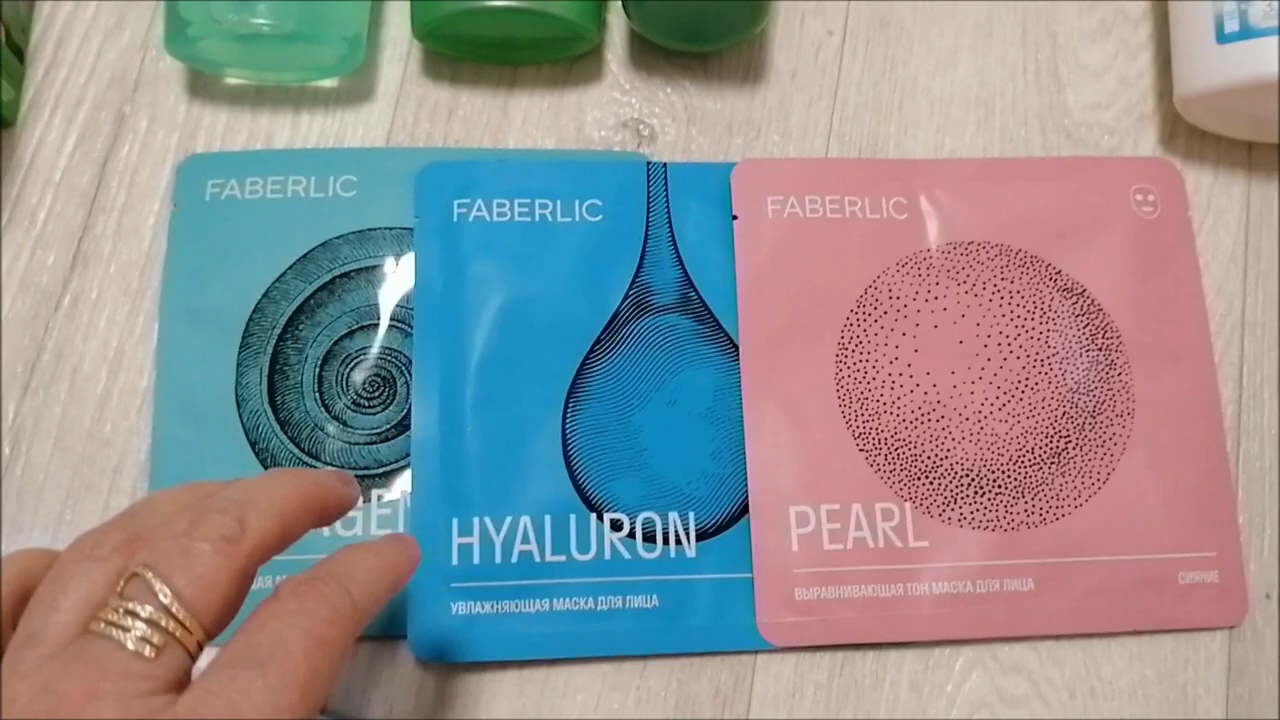 FABERLIC
FABERLIC
HYALURON
УВЛАЖНЯЮЩАЯ МАСКА ДЛЯ ЛИЦА
FABERLIC
PEARL
ВЫРАВНИВАЮЩАЯ ТОН МАСКА ДЛЯ ЛИЦА
СИЯНИЕ